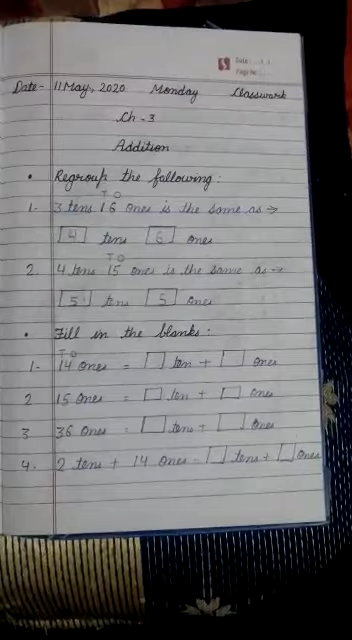 Date: . . . . .
Page No: . . .
Date- 11 May, 2020 Monday Classwork
Ch - 3
Addition
• Regroup the following:
T O
1. 3 tens 16 ones is the same as →
4 tens 6 ones
T O
2. 4 tens 15 ones is the same as →
5 tens 5 ones
• Fill in the blanks:
T O
1. 14 ones = ☐ ten + ☐ ones
2 15 ones = ☐ ten + ☐ ones
3 36 ones = ☐ tens + ☐ ones
4. 2 tens + 14 ones = ☐ tens + ☐ ones